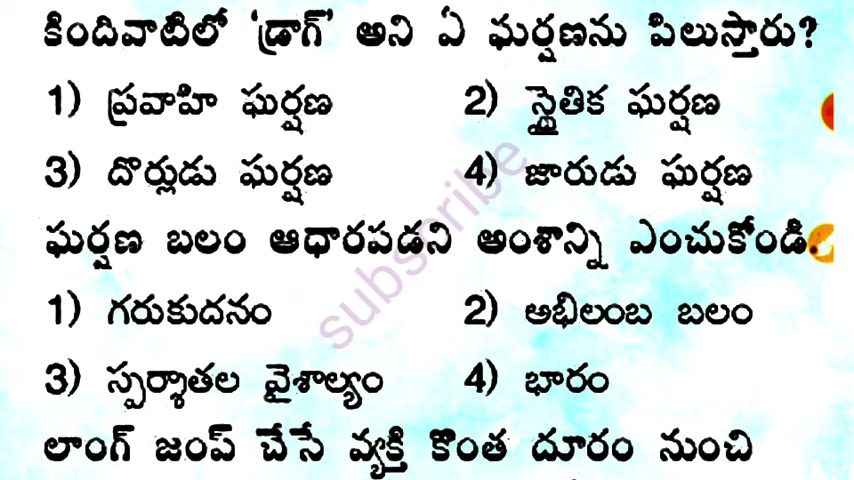 కిందివాటిలో 'డ్రాగ్' అని ఏ ఘర్షణను పిలుస్తారు?
1) ప్రవాహి ఘర్షణ 2) స్థైతిక ఘర్షణ
3) దొర్లుడు ఘర్షణ 4) జారుడు ఘర్షణ
ఘర్షణ బలం ఆధారపడని అంశాన్ని ఎంచుకోండి.
1) గరుకుదనం 2) అభిలంబ బలం
3) స్పర్శాతల వైశాల్యం 4) భారం
లాంగ్ జంప్ చేసే వ్యక్తి కొంత దూరం నుంచి
subscribe